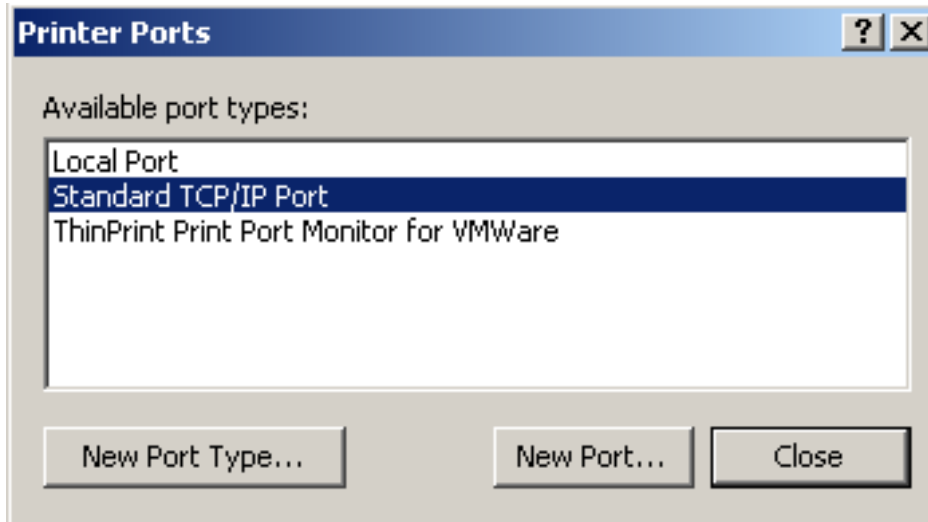 Printer Ports
Available port types:
Local Port
Standard TCP/IP Port
ThinPrint Print Port Monitor for VMWare
New Port Type... New Port... Close